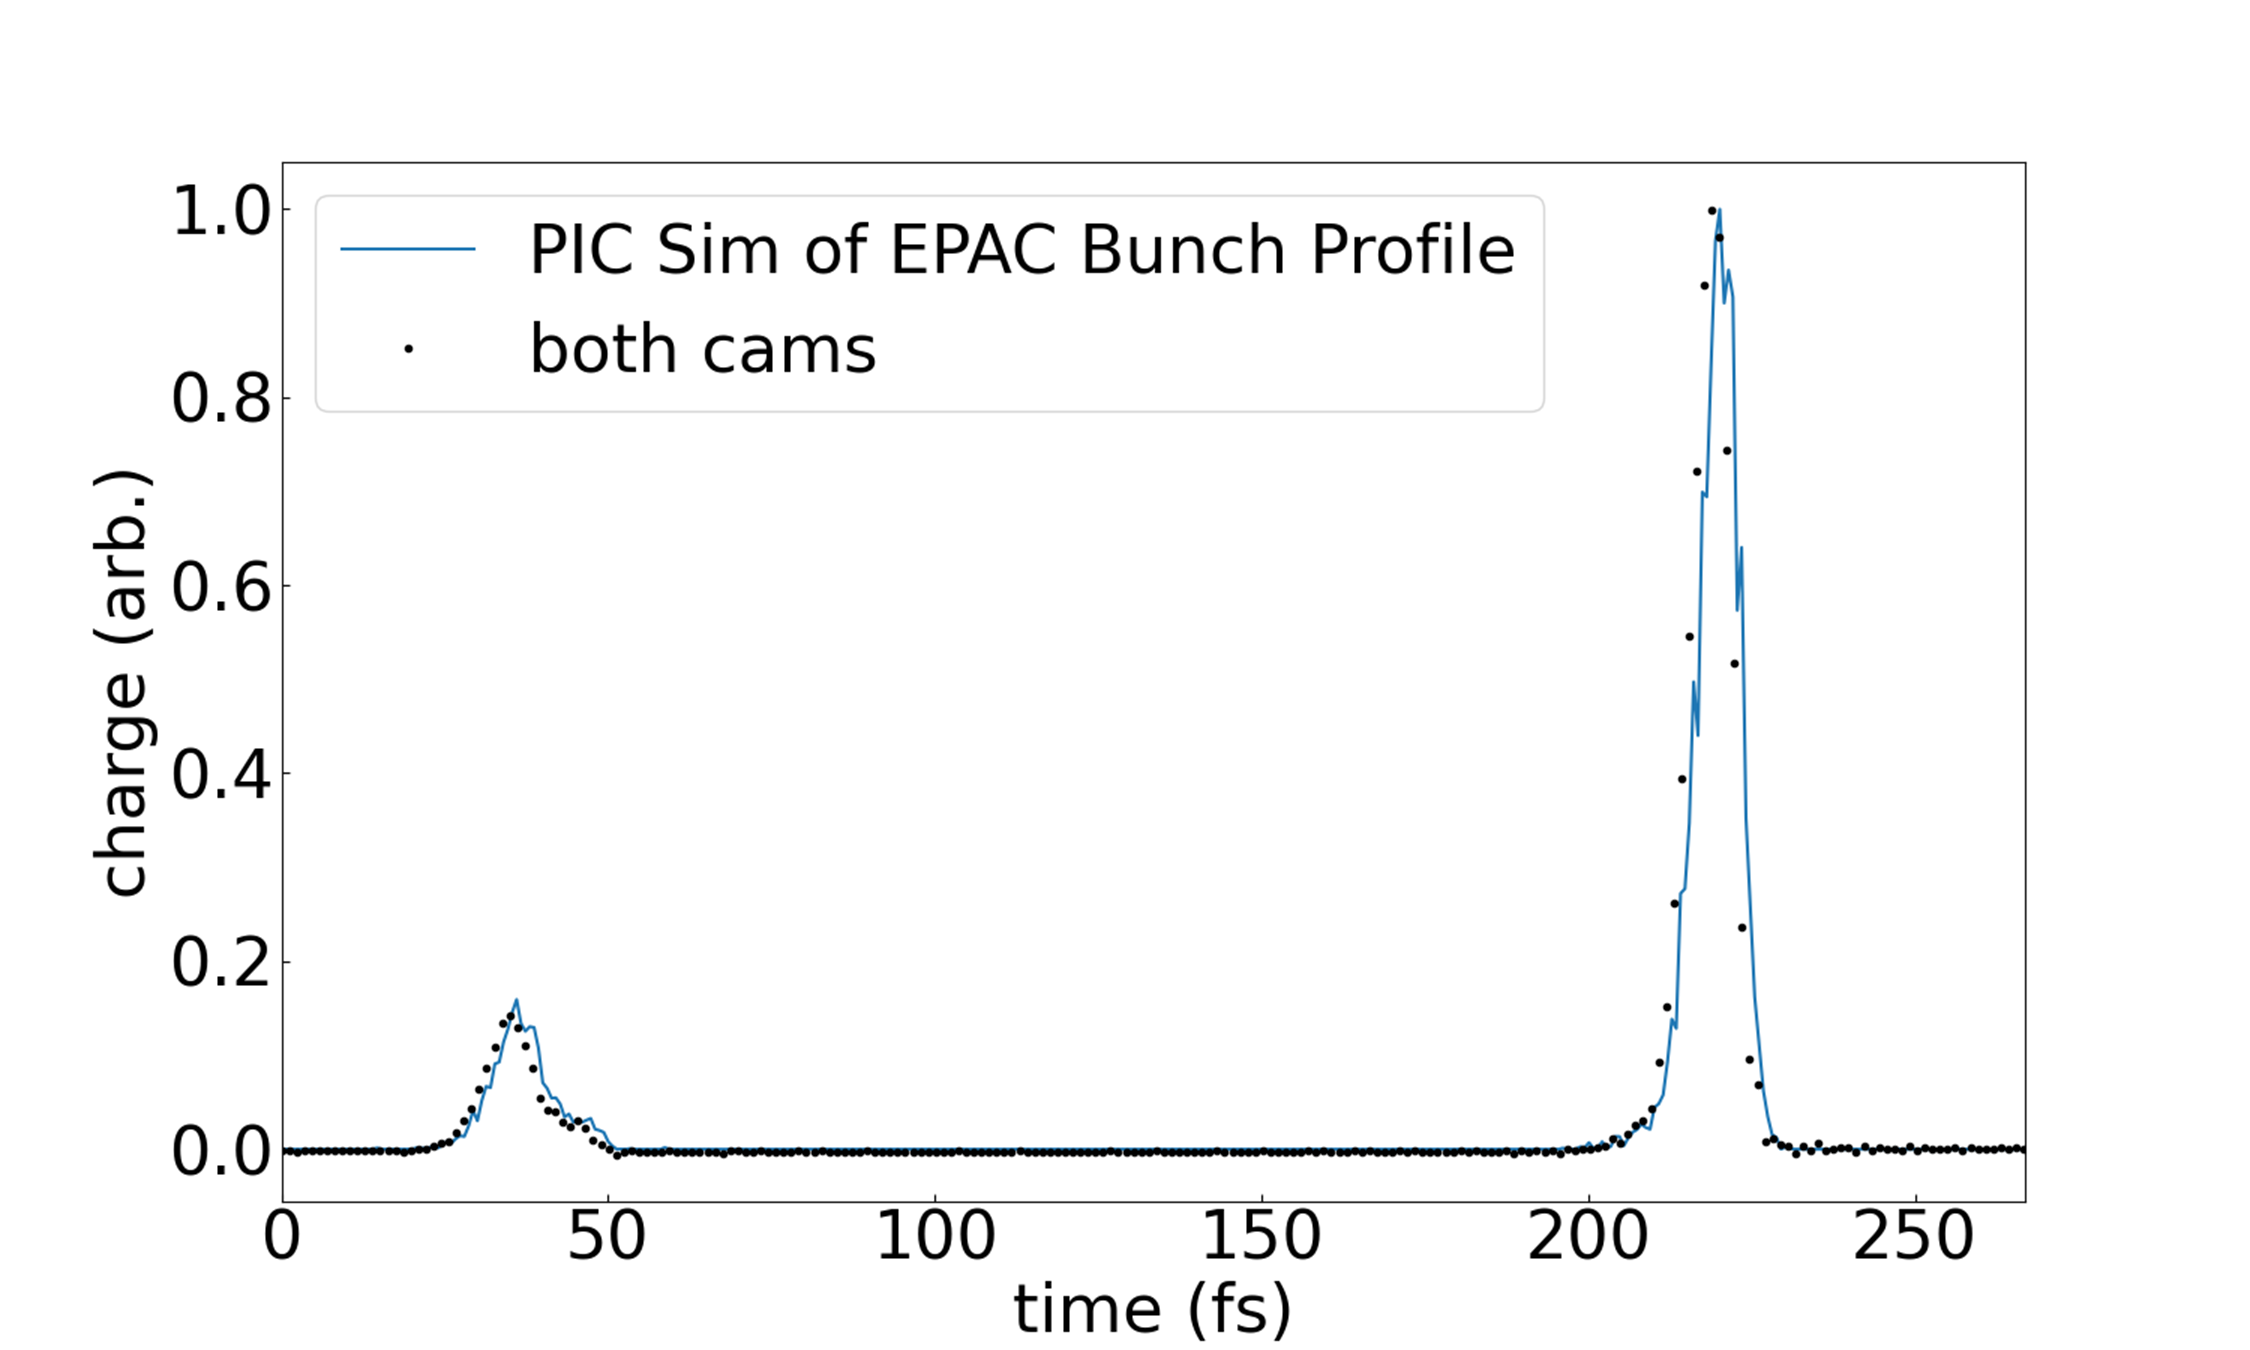 PIC Sim of EPAC Bunch Profile
both cams
charge (arb.)
1.0
0.8
0.6
0.4
0.2
0.0
0 50 100 150 200 250
time (fs)